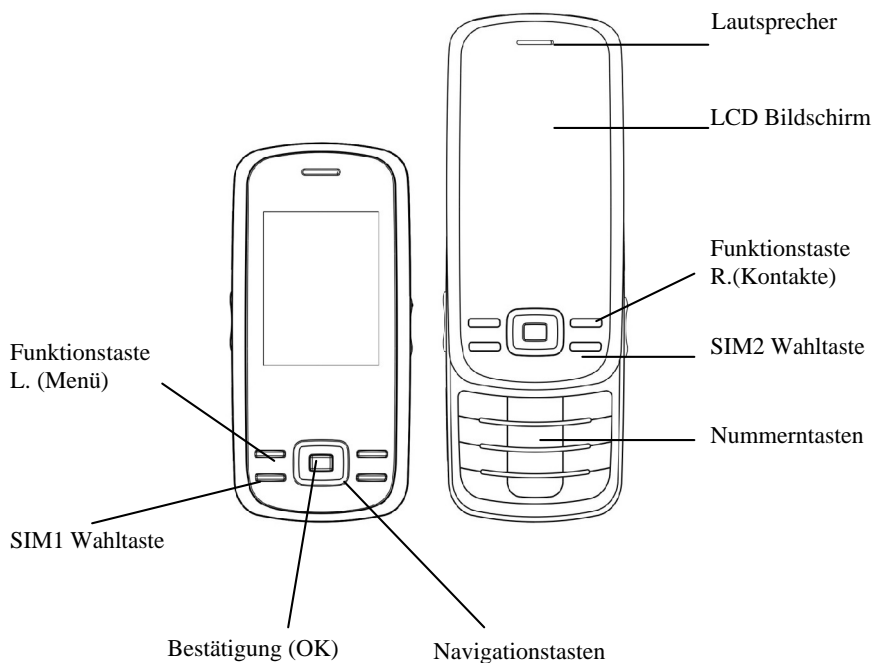 Lautsprecher
LCD Bildschirm
Funktionstaste
R.(Kontakte)
SIM2 Wahltaste
Nummerntasten
Funktionstaste
L. (Menü)
SIM1 Wahltaste
Bestätigung (OK)
Navigationstasten